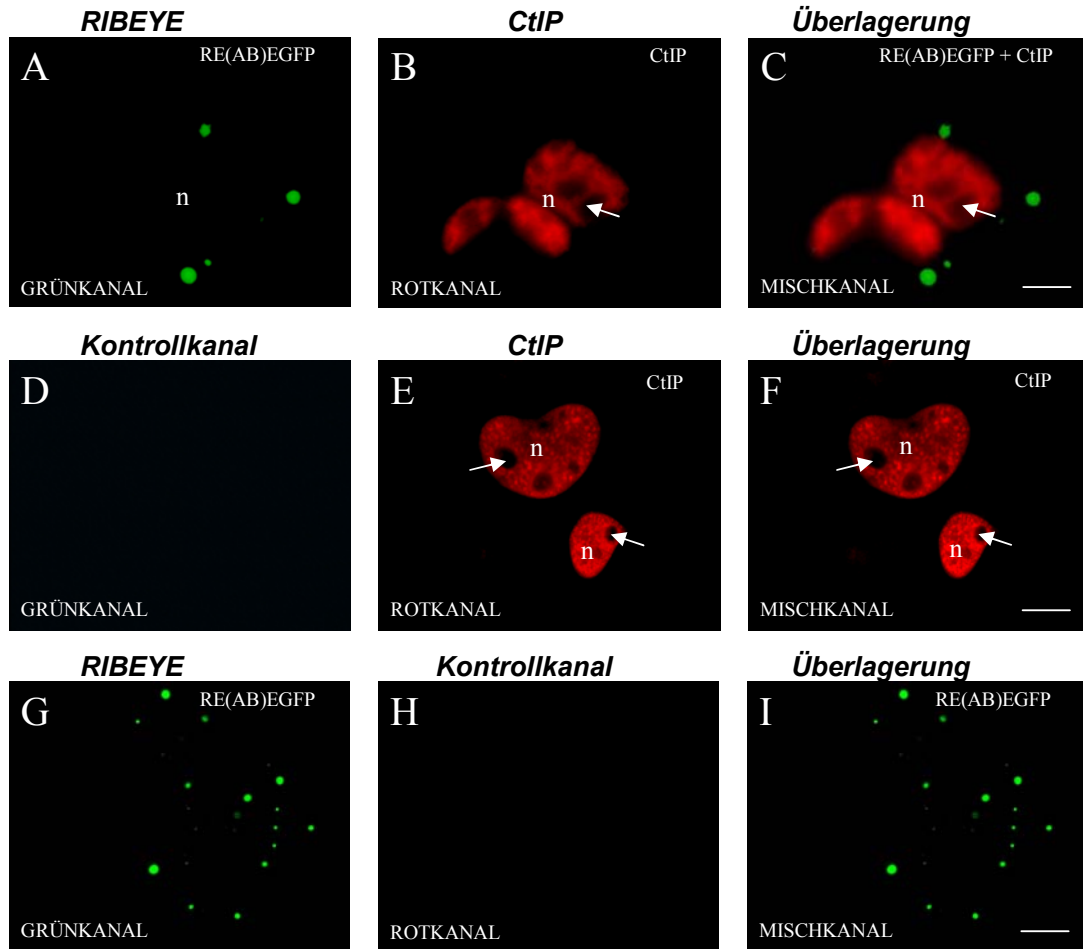 RIBEYE
CtIP
Überlagerung
A
RE(AB)EGFP
n
GRÜNKANAL
B
CtIP
n
ROTKANAL
C
RE(AB)EGFP + CtIP
n
MISCHKANAL
Kontrollkanal
CtIP
Überlagerung
D
GRÜNKANAL
E
CtIP
n
n
ROTKANAL
F
CtIP
n
n
MISCHKANAL
RIBEYE
Kontrollkanal
Überlagerung
G
RE(AB)EGFP
GRÜNKANAL
H
ROTKANAL
I
RE(AB)EGFP
MISCHKANAL